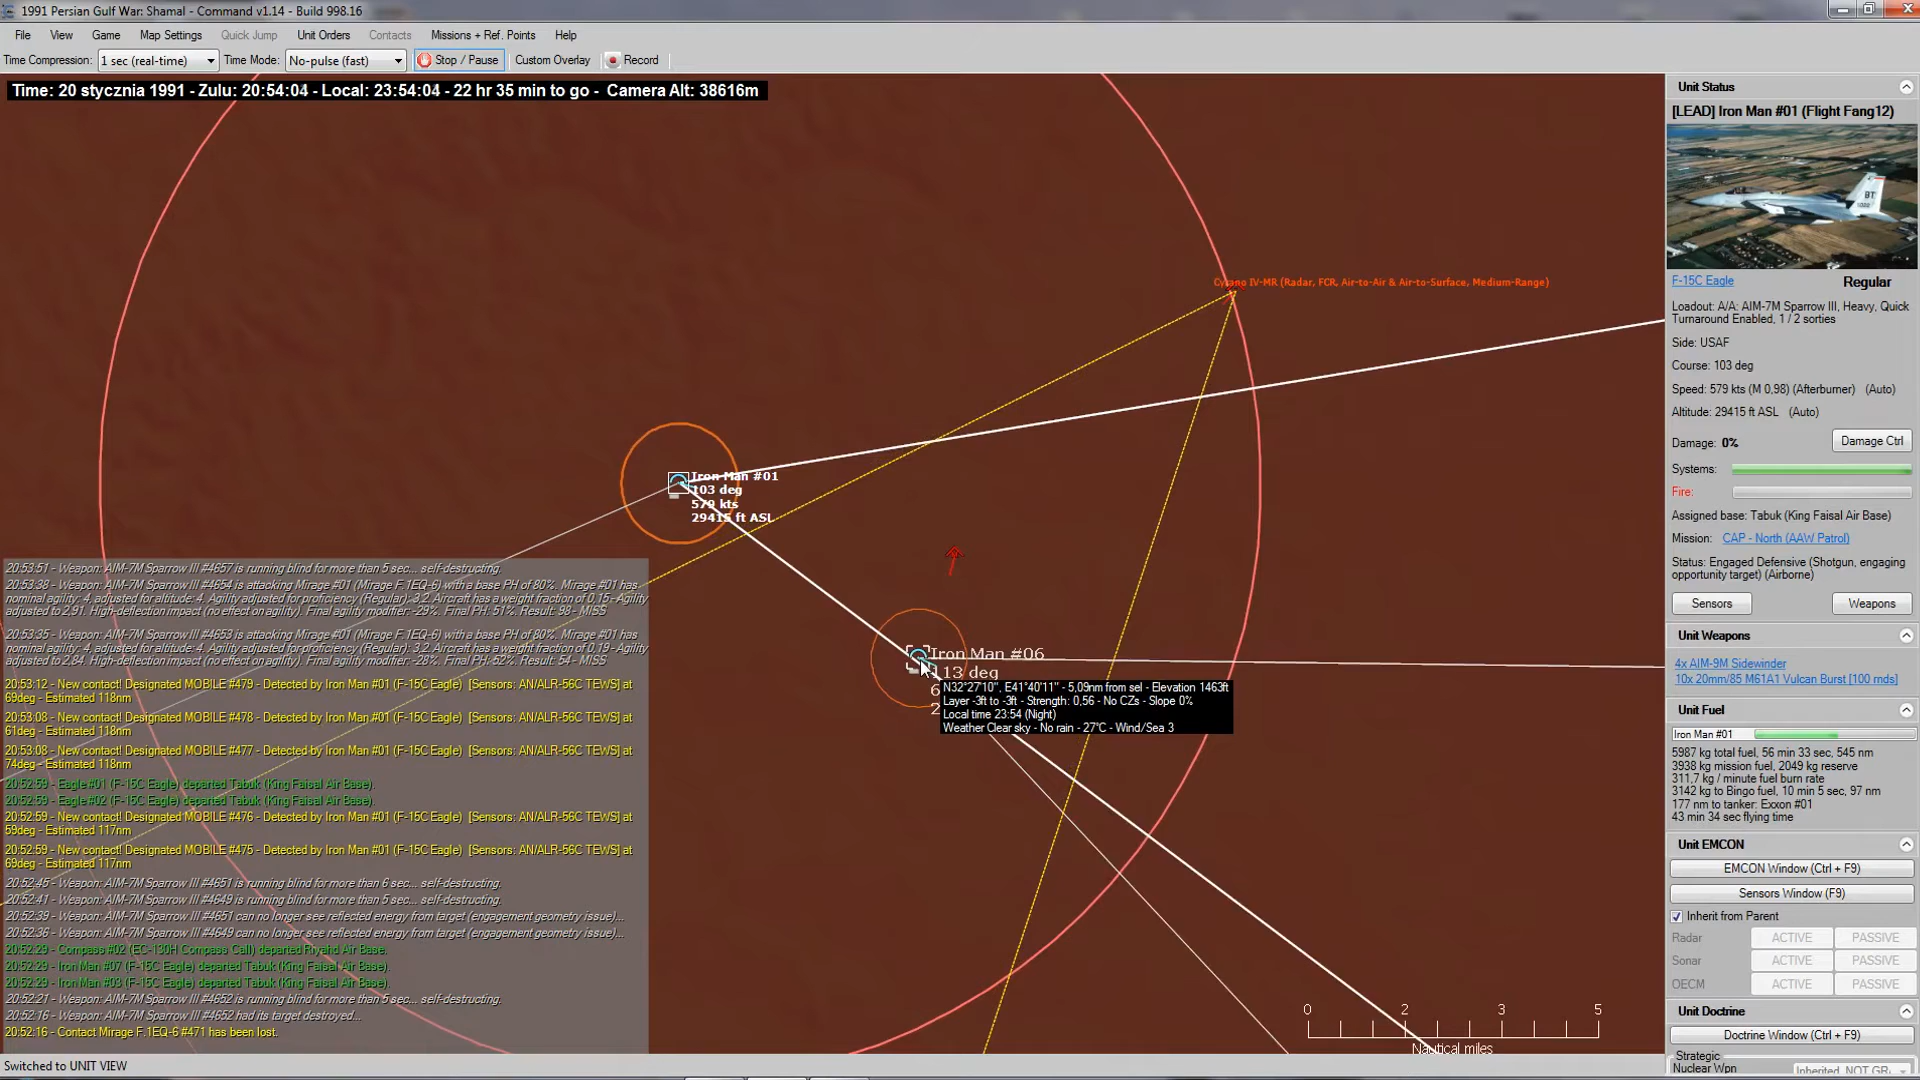 1991 Persian Gulf War: Shamal - Command v1.14 - Build 998.16
File View Game Map Settings Quick Jump Unit Orders Contacts Missions + Ref. Points Help
Time Compression: 1 sec (real-time) Time Mode: No-pulse (fast) Stop / Pause Custom Overlay Record
Time: 20 stycznia 1991 - Zulu: 20:54:04 - Local: 23:54:04 - 22 hr 35 min to go - Camera Alt: 38616m
Cyrano IV-MR (Radar, FCR, Air-to-Air & Air-to-Surface, Medium-Range)
Iron Man #01
103 deg
579 kts
29415 ft ASL
Iron Man #06
113 deg
6
2
N32°27'10", E41°40'11" - 5,09nm from sel - Elevation 1463ft
Layer -3ft to -3ft - Strength: 0,56 - No CZs - Slope 0%
Local time 23:54 (Night)
Weather Clear sky - No rain - 27°C - Wind/Sea 3
20:53:51 - Weapon: AIM-7M Sparrow III #4657 is running blind for more than 5 sec... self-destructing.
20:53:38 - Weapon: AIM-7M Sparrow III #4654 is attacking Mirage #01 (Mirage F.1EQ-6) with a base PH of 80%. Mirage #01 has
nominal agility: 4, adjusted for altitude: 4. Agility adjusted for proficiency (Regular): 3,2. Aircraft has a weight fraction of 0,15 - Agility
adjusted to 2,91. High-deflection impact (no effect on agility). Final agility modifier: -29%. Final PH: 51%. Result: 98 - MISS
20:53:35 - Weapon: AIM-7M Sparrow III #4653 is attacking Mirage #01 (Mirage F.1EQ-6) with a base PH of 80%. Mirage #01 has
nominal agility: 4, adjusted for altitude: 4. Agility adjusted for proficiency (Regular): 3,2. Aircraft has a weight fraction of 0,19 - Agility
adjusted to 2,84. High-deflection impact (no effect on agility). Final agility modifier: -28%. Final PH: 52%. Result: 54 - MISS
20:53:12 - New contact! Designated MOBILE #479 - Detected by Iron Man #01 (F-15C Eagle) [Sensors: AN/ALR-56C TEWS] at
69deg - Estimated 118nm
20:53:08 - New contact! Designated MOBILE #478 - Detected by Iron Man #01 (F-15C Eagle) [Sensors: AN/ALR-56C TEWS] at
61deg - Estimated 118nm
20:53:08 - New contact! Designated MOBILE #477 - Detected by Iron Man #01 (F-15C Eagle) [Sensors: AN/ALR-56C TEWS] at
74deg - Estimated 118nm
20:52:59 - Eagle #01 (F-15C Eagle) departed Tabuk (King Faisal Air Base).
20:52:59 - Eagle #02 (F-15C Eagle) departed Tabuk (King Faisal Air Base).
20:52:59 - New contact! Designated MOBILE #476 - Detected by Iron Man #01 (F-15C Eagle) [Sensors: AN/ALR-56C TEWS] at
59deg - Estimated 117nm
20:52:59 - New contact! Designated MOBILE #475 - Detected by Iron Man #01 (F-15C Eagle) [Sensors: AN/ALR-56C TEWS] at
69deg - Estimated 117nm
20:52:45 - Weapon: AIM-7M Sparrow III #4651 is running blind for more than 6 sec... self-destructing.
20:52:41 - Weapon: AIM-7M Sparrow III #4649 is running blind for more than 5 sec... self-destructing.
20:52:39 - Weapon: AIM-7M Sparrow III #4651 can no longer see reflected energy from target (engagement geometry issue)...
20:52:36 - Weapon: AIM-7M Sparrow III #4649 can no longer see reflected energy from target (engagement geometry issue)...
20:52:29 - Compass #02 (EC-130H Compass Call) departed Riyahd Air Base.
20:52:29 - Iron Man #07 (F-15C Eagle) departed Tabuk (King Faisal Air Base).
20:52:29 - Iron Man #03 (F-15C Eagle) departed Tabuk (King Faisal Air Base).
20:52:21 - Weapon: AIM-7M Sparrow III #4652 is running blind for more than 5 sec... self-destructing.
20:52:16 - Weapon: AIM-7M Sparrow III #4652 had its target destroyed...
20:52:16 - Contact Mirage F.1EQ-6 #471 has been lost.
0 2 3 5
Nautical miles
Switched to UNIT VIEW
Unit Status
[LEAD] Iron Man #01 (Flight Fang12)
BT
F-15C Eagle Regular
Loadout: A/A: AIM-7M Sparrow III, Heavy, Quick
Turnaround Enabled, 1 / 2 sorties
Side: USAF
Course: 103 deg
Speed: 579 kts (M 0,98) (Afterburner) (Auto)
Altitude: 29415 ft ASL (Auto)
Damage: 0% Damage Ctrl
Systems:
Fire:
Assigned base: Tabuk (King Faisal Air Base)
Mission: CAP - North (AAW Patrol)
Status: Engaged Defensive (Shotgun, engaging
opportunity target) (Airborne)
Sensors Weapons
Unit Weapons
4x AIM-9M Sidewinder
10x 20mm/85 M61A1 Vulcan Burst [100 rnds]
Unit Fuel
Iron Man #01
5987 kg total fuel, 56 min 33 sec, 545 nm
3938 kg mission fuel, 2049 kg reserve
311,7 kg / minute fuel burn rate
3142 kg to Bingo fuel, 10 min 5 sec, 97 nm
177 nm to tanker: Exxon #01
43 min 34 sec flying time
Unit EMCON
EMCON Window (Ctrl + F9)
Sensors Window (F9)
Inherit from Parent
Radar ACTIVE PASSIVE
Sonar ACTIVE PASSIVE
OECM ACTIVE PASSIVE
Unit Doctrine
Doctrine Window (Ctrl + F9)
Strategic
Nuclear Wpn Inherited, NOT GR